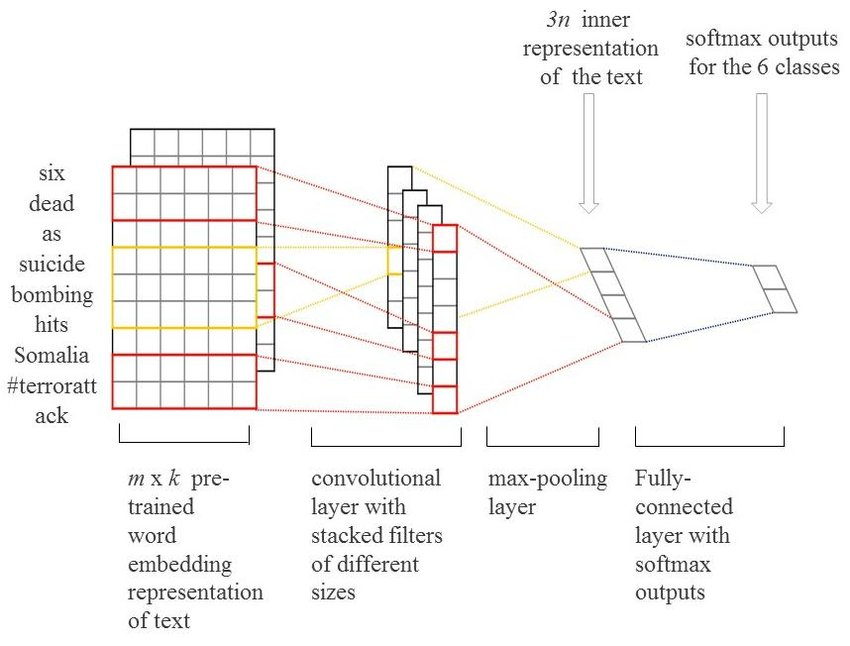 3n inner
representation
of the text
softmax outputs
for the 6 classes
six
dead
as
suicide
bombing
hits
Somalia
#terroratt
ack
m x k pre-
trained
word
embedding
representation
of text
convolutional
layer with
stacked filters
of different
sizes
max-pooling
layer
Fully-
connected
layer with
softmax
outputs